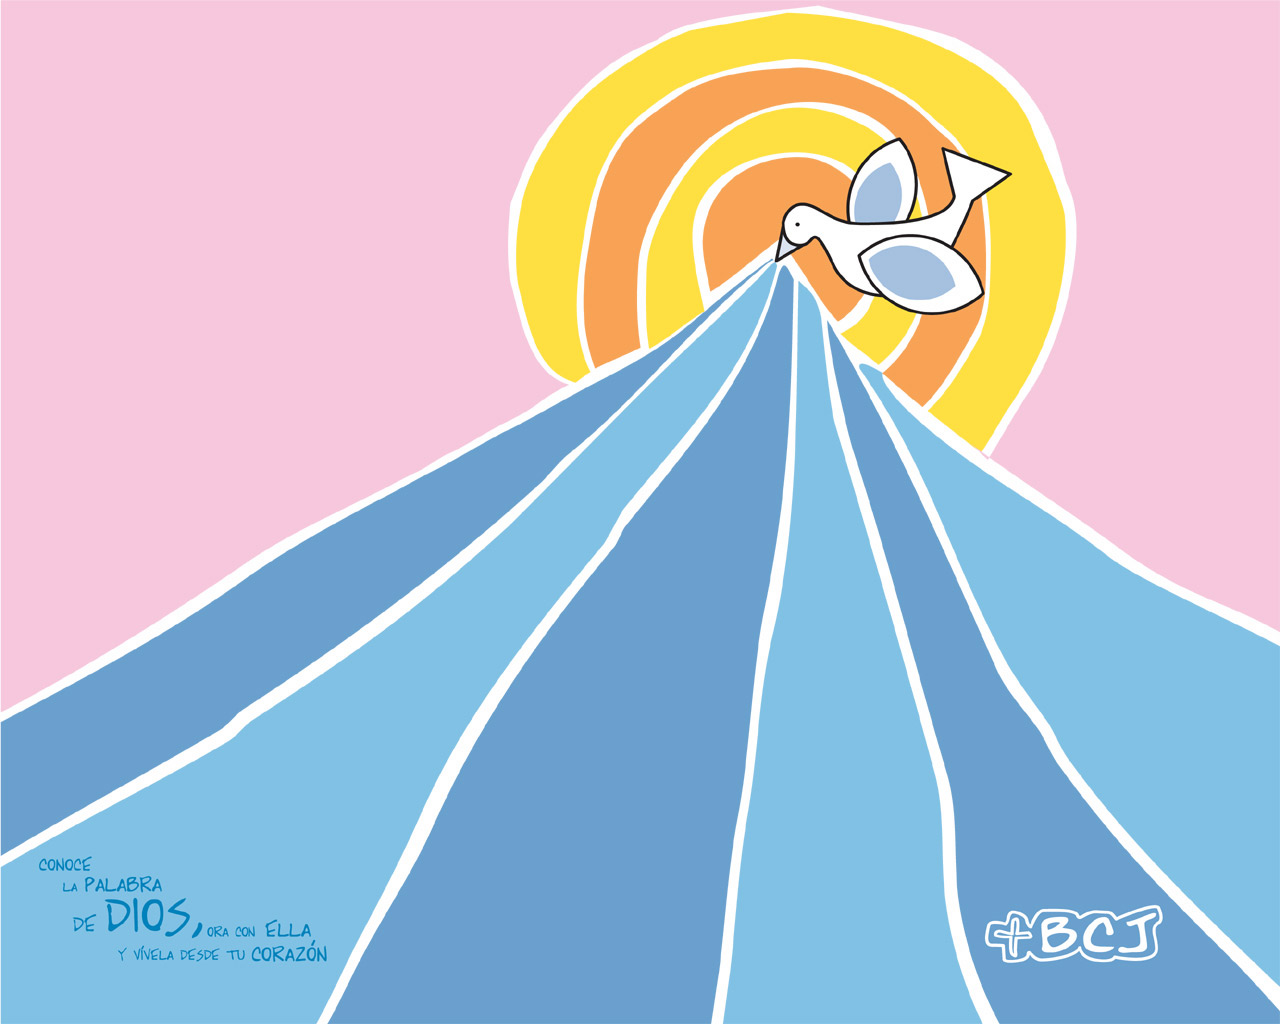 CONOCE
LA PALABRA
DE DIOS, ORA CON ELLA
Y VÍVELA DESDE TU CORAZÓN
+BCJ